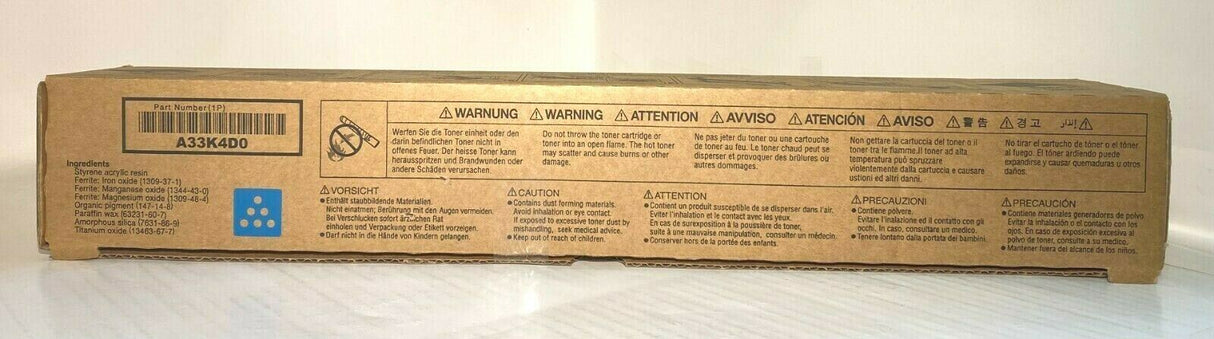 Part Number(1P)
A33K4D0
Ingredients
Styrene acrylic resin
Ferrite: Iron oxide (1309-37-1)
Ferrite: Manganese oxide (1344-43-0)
Ferrite: Magnesium oxide (1309-48-4)
Organic pigment (147-14-8)
Paraffin wax (63231-60-7)
Amorphous silica (7631-86-9)
Titanium oxide (13463-67-7)
⚠WARNUNG ⚠WARNING ⚠ATTENTION ⚠AVVISO ⚠ATENCIÓN ⚠AVISO ⚠警告 ⚠경고 إنذار⚠
Werfen Sie die Toner einheit oder den
darin befindlichen Toner nicht in
offenes Feuer. Der heisse Toner kann
herausspritzen und Brandwunden oder
andere Schäden verursachen.
Do not throw the toner cartridge or
toner into an open flame. The hot toner
may scatter and cause burns or other
damage.
Ne pas jeter du toner ou une cartouche
de toner au feu. Le toner chaud peut se
disperser et provoquer des brûlures ou
autres dommages.
Non gettare la cartuccia del toner o il
toner tra le fiamme.Il toner ad alta
temperatura può spruzzare
violentemente dalla cartuccia e causare
ustioni ed altri danni.
No tirar el cartucho de tóner o el tóner
al fuego. El tóner ardiendo puede
expandirse y causar quemaduras u otros
daños.
⚠VORSICHT
●Enthält staubbildende Materialien.
Nicht einatmen; Berührung mit den Augen vermeiden.
Bei Verschlucken sofort ärztlichen Rat
einholen und Verpackung oder Etikett vorzeigen.
●Darf nicht in die Hände von Kindern gelangen.
⚠CAUTION
●Contains dust forming materials.
Avoid inhalation or eye contact.
If exposed to excessive toner dust by
mishandling, seek medical advice.
●Keep out of reach of children.
⚠ATTENTION
●Contient un produit susceptible de se disperser dans l'air.
Eviter l'inhalation et le contact avec les yeux.
En cas de surexposition à la poussière de toner,
suite à une mauvaise manipulation, consulter un médecin.
●Conserver hors de la portée des enfants.
⚠PRECAUZIONI
●Contiene polvere.
Evitare l'inalazione ed il contatto con gli
occhi. In caso, consultare un medico.
●Tenere lontano dalla portata dei bambini.
⚠PRECAUCIÓN
●Contiene materiales generadores de polvo
Evitar la inhalación o el contacto con los
ojos. En caso de exposición excesiva al
polvo de toner, consulte a su medico.
●Mantener fuera del alcance de los niños.